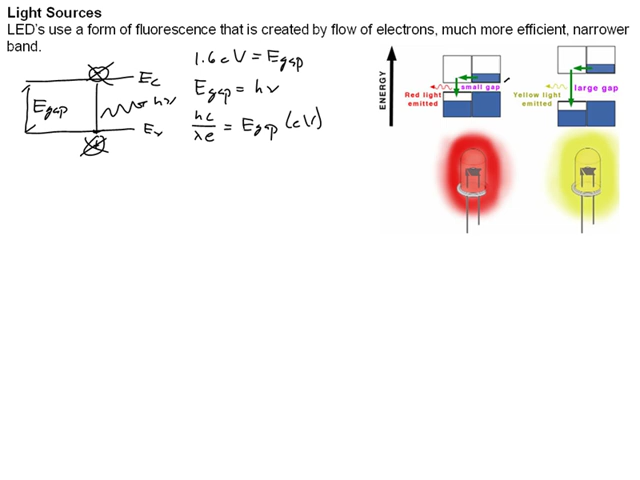 Light Sources
LED's use a form of fluorescence that is created by flow of electrons, much more efficient, narrower
band.
1.6 eV = Egap
Ec
Egap
hν
Egap = hν
Ev
hc/λe = Egap (eV)
ENERGY
small gap
Red light
emitted
large gap
Yellow light
emitted